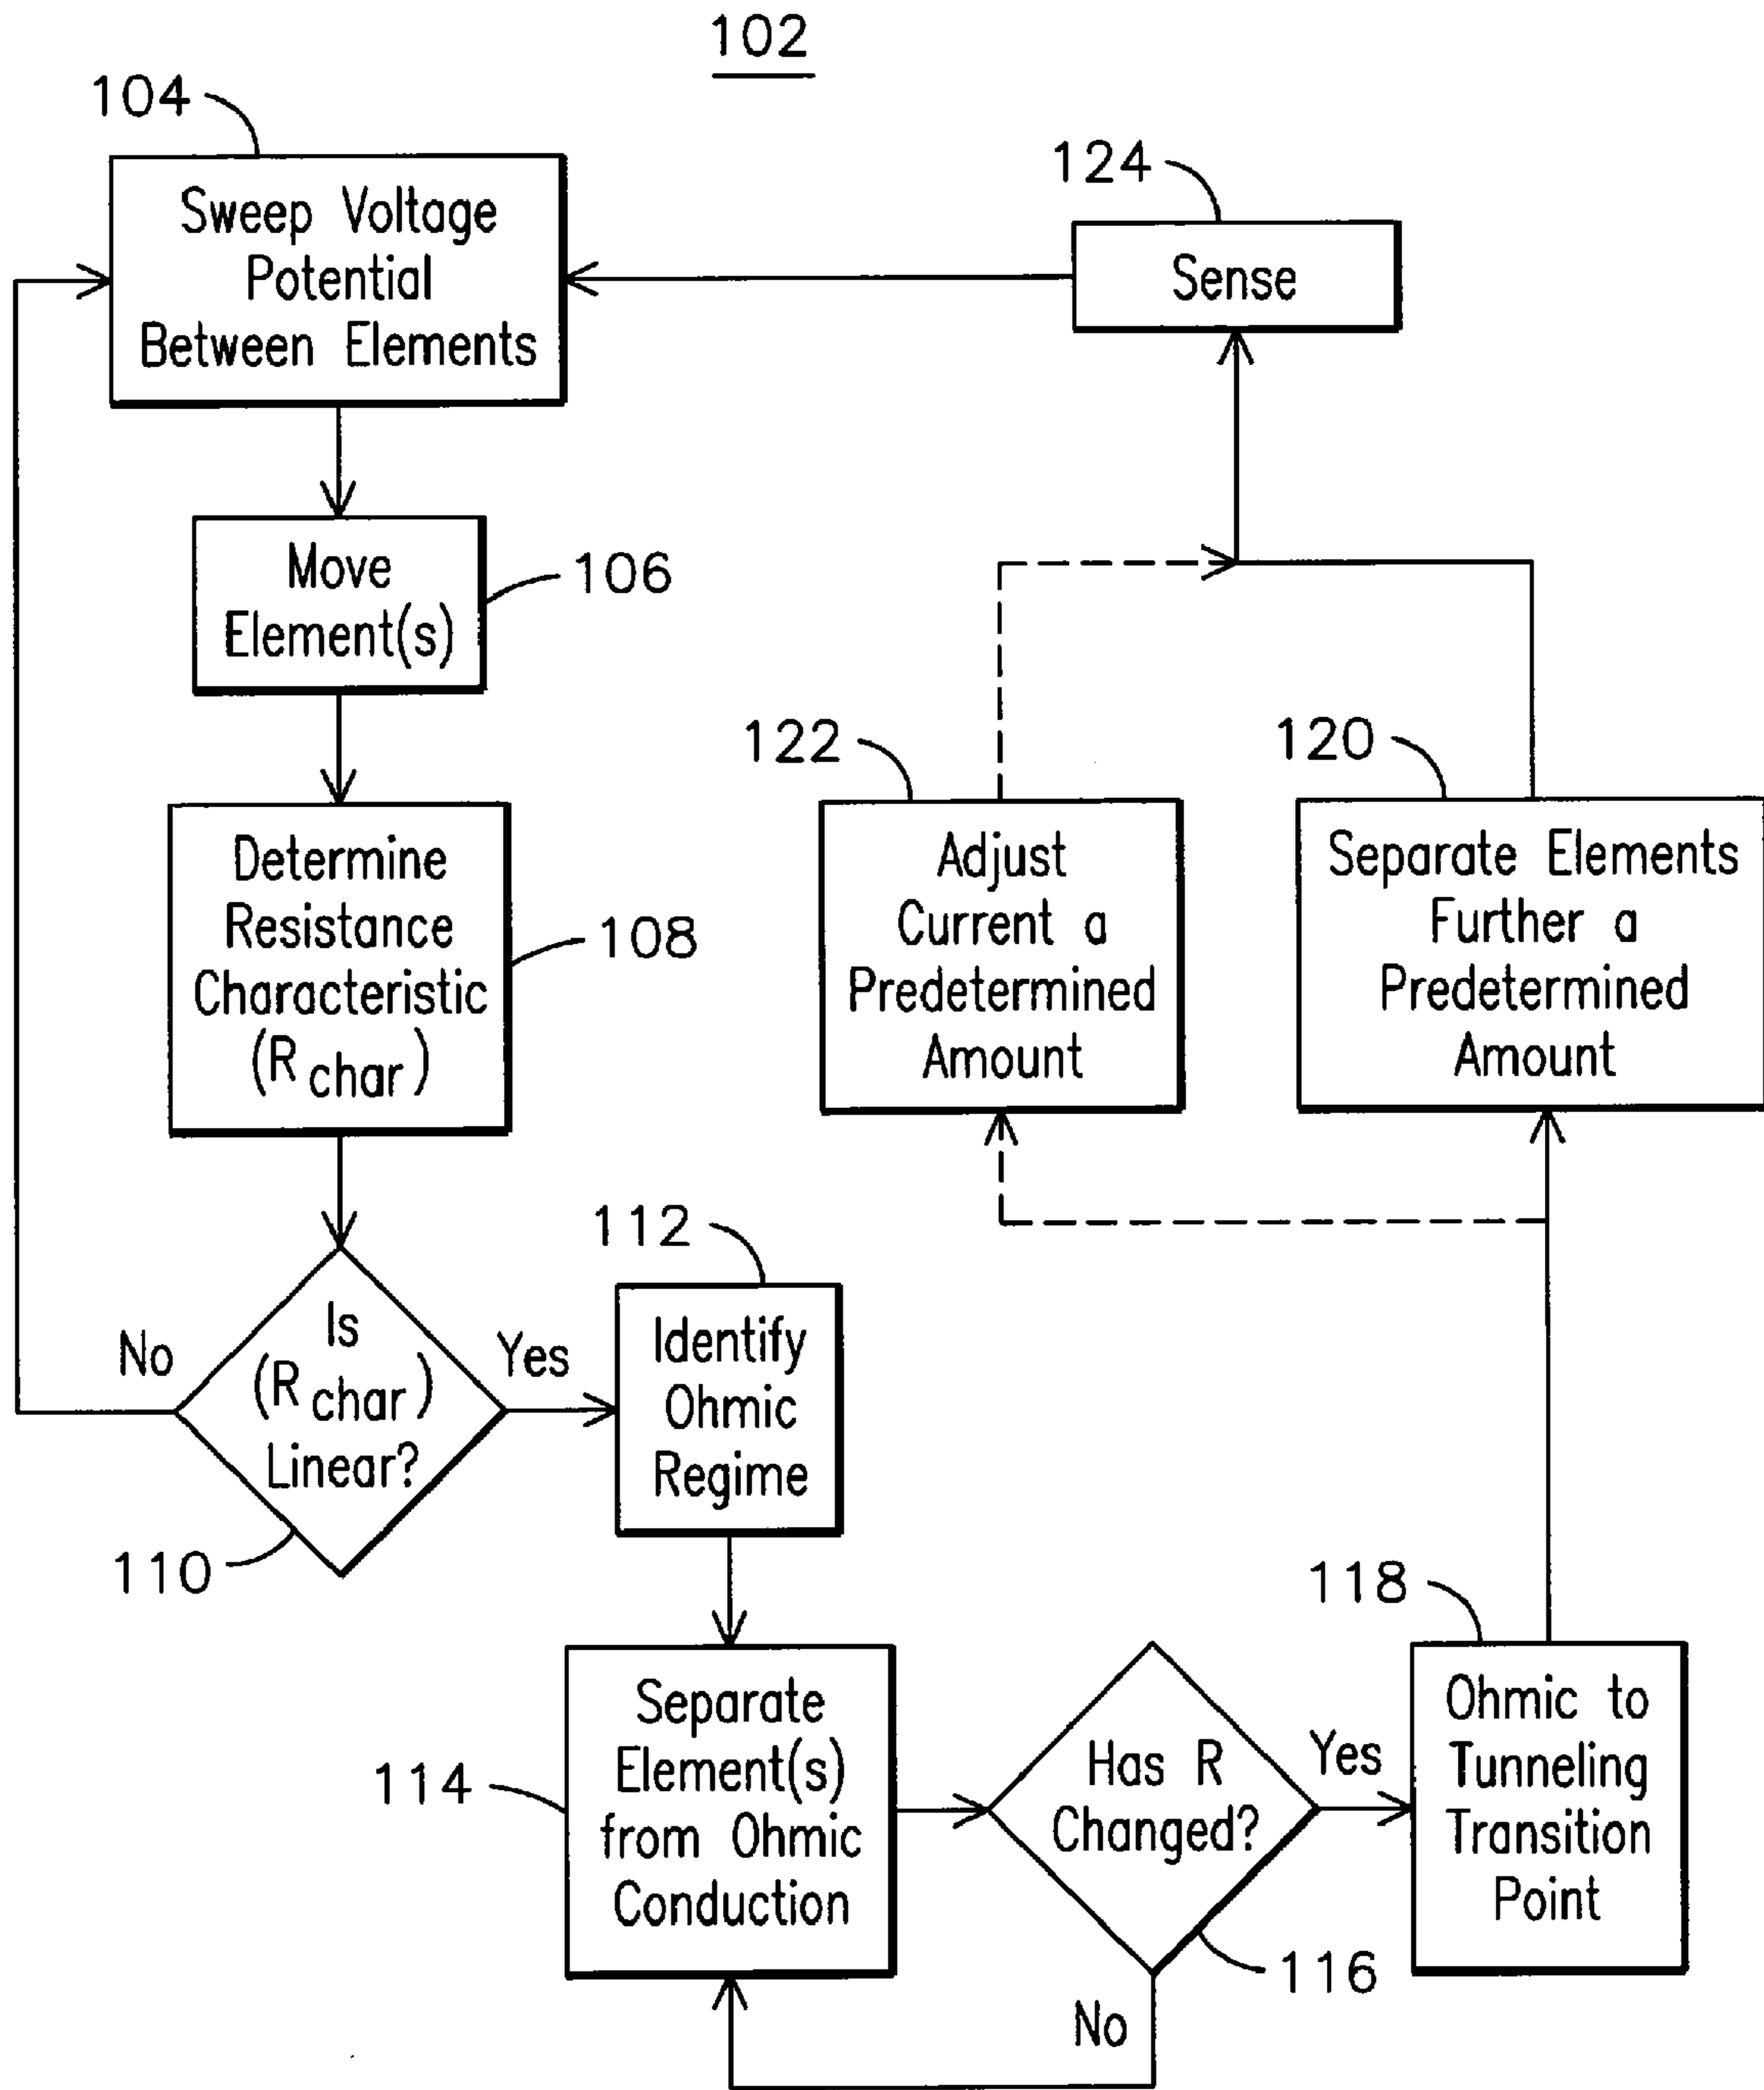 102
104
Sweep Voltage
Potential
Between Elements
124
Sense
Move
Element(s)
106
Determine
Resistance
Characteristic
(R char)
108
122
Adjust
Current a
Predetermined
Amount
120
Separate Elements
Further a
Predetermined
Amount
Is
(R char)
Linear?
No
Yes
110
112
Identify
Ohmic
Regime
114
Separate
Element(s)
from Ohmic
Conduction
Has R
Changed?
Yes
No
116
118
Ohmic to
Tunneling
Transition
Point